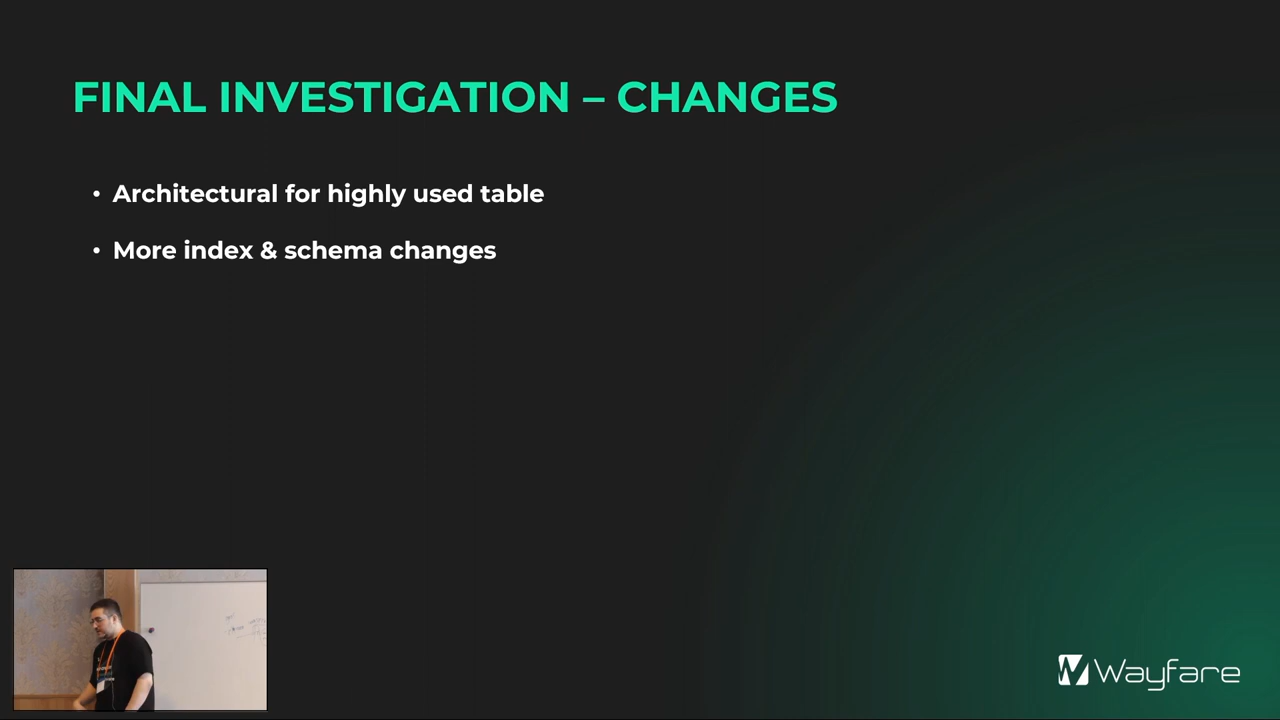 FINAL INVESTIGATION – CHANGES
• Architectural for highly used table
• More index & schema changes
Wayfare